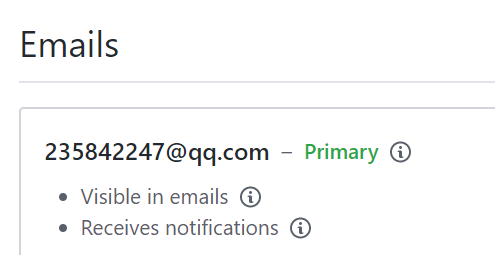 Emails
235842247@qq.com – Primary
Visible in emails
Receives notifications